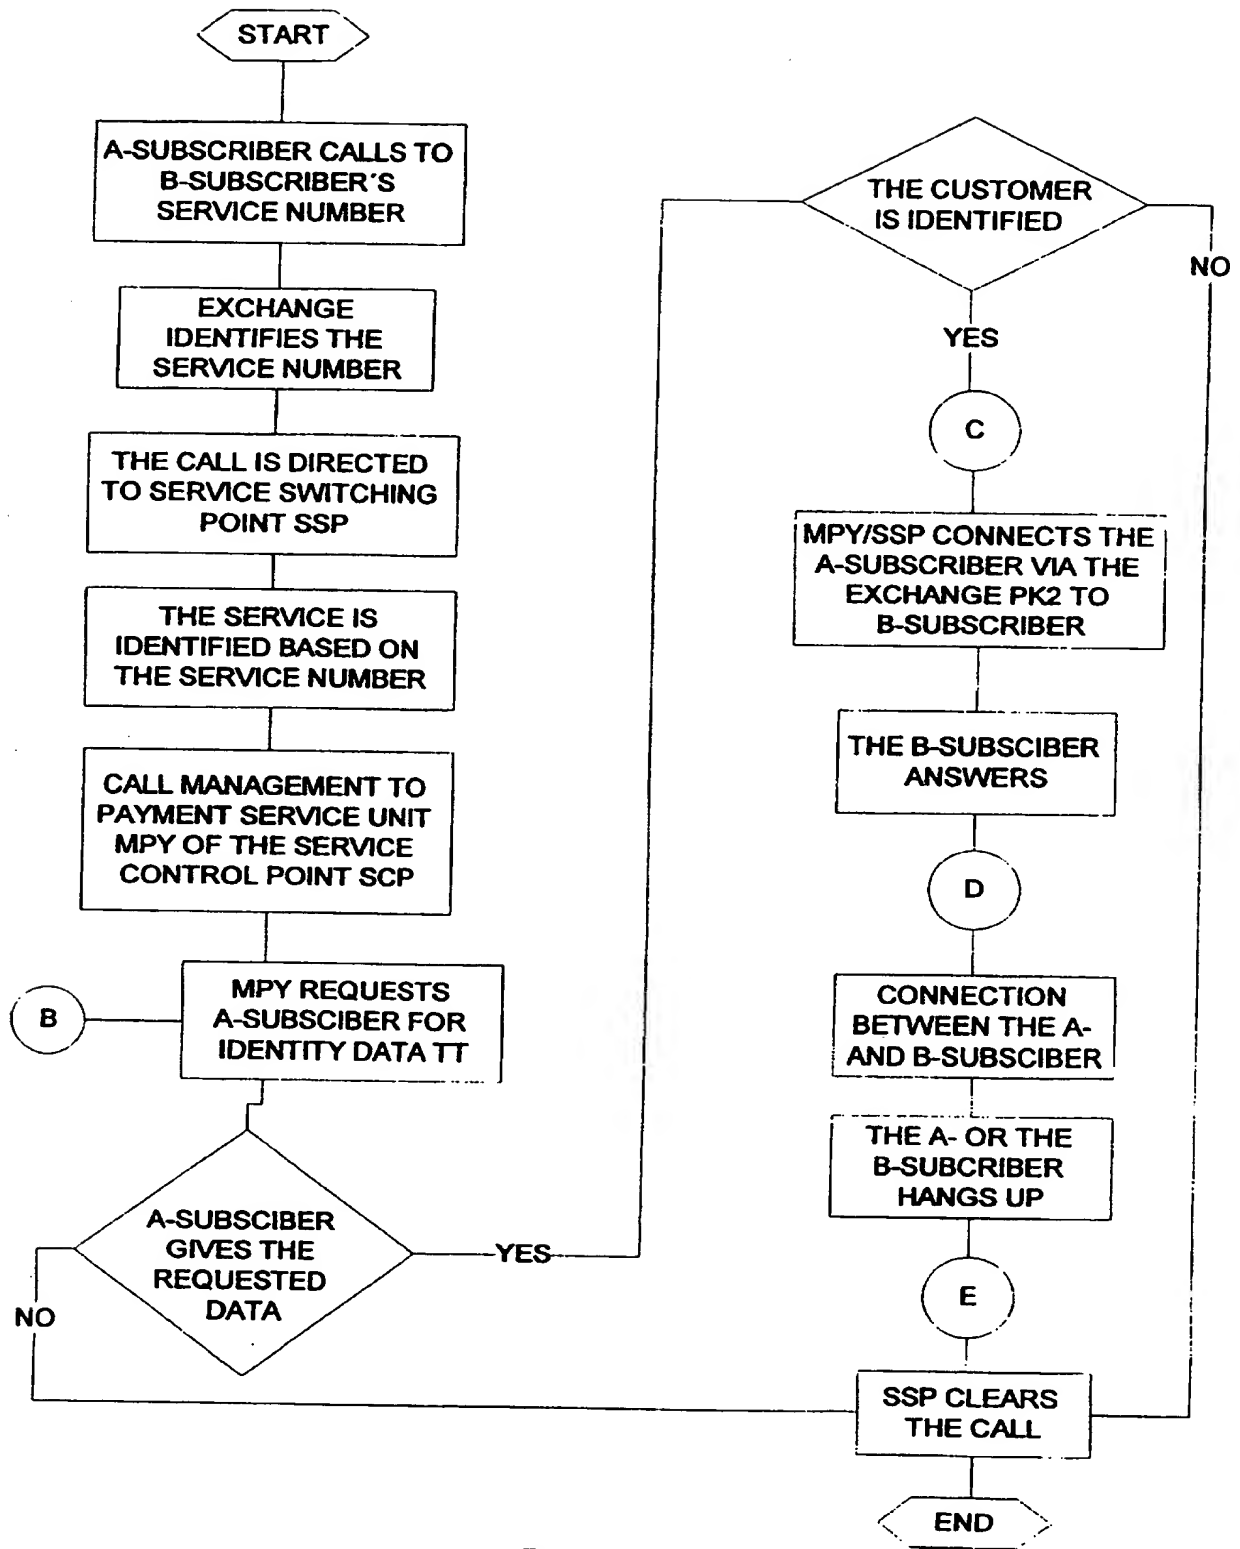 START
A-SUBSCRIBER CALLS TO
B-SUBSCRIBER´S
SERVICE NUMBER
EXCHANGE
IDENTIFIES THE
SERVICE NUMBER
THE CALL IS DIRECTED
TO SERVICE SWITCHING
POINT SSP
THE SERVICE IS
IDENTIFIED BASED ON
THE SERVICE NUMBER
CALL MANAGEMENT TO
PAYMENT SERVICE UNIT
MPY OF THE SERVICE
CONTROL POINT SCP
B
MPY REQUESTS
A-SUBSCIBER FOR
IDENTITY DATA TT
A-SUBSCIBER
GIVES THE
REQUESTED
DATA
YES
NO
THE CUSTOMER
IS IDENTIFIED
NO
YES
C
MPY/SSP CONNECTS THE
A-SUBSCRIBER VIA THE
EXCHANGE PK2 TO
B-SUBSCRIBER
THE B-SUBSCIBER
ANSWERS
D
CONNECTION
BETWEEN THE A-
AND B-SUBSCIBER
THE A- OR THE
B-SUBCRIBER
HANGS UP
E
SSP CLEARS
THE CALL
END